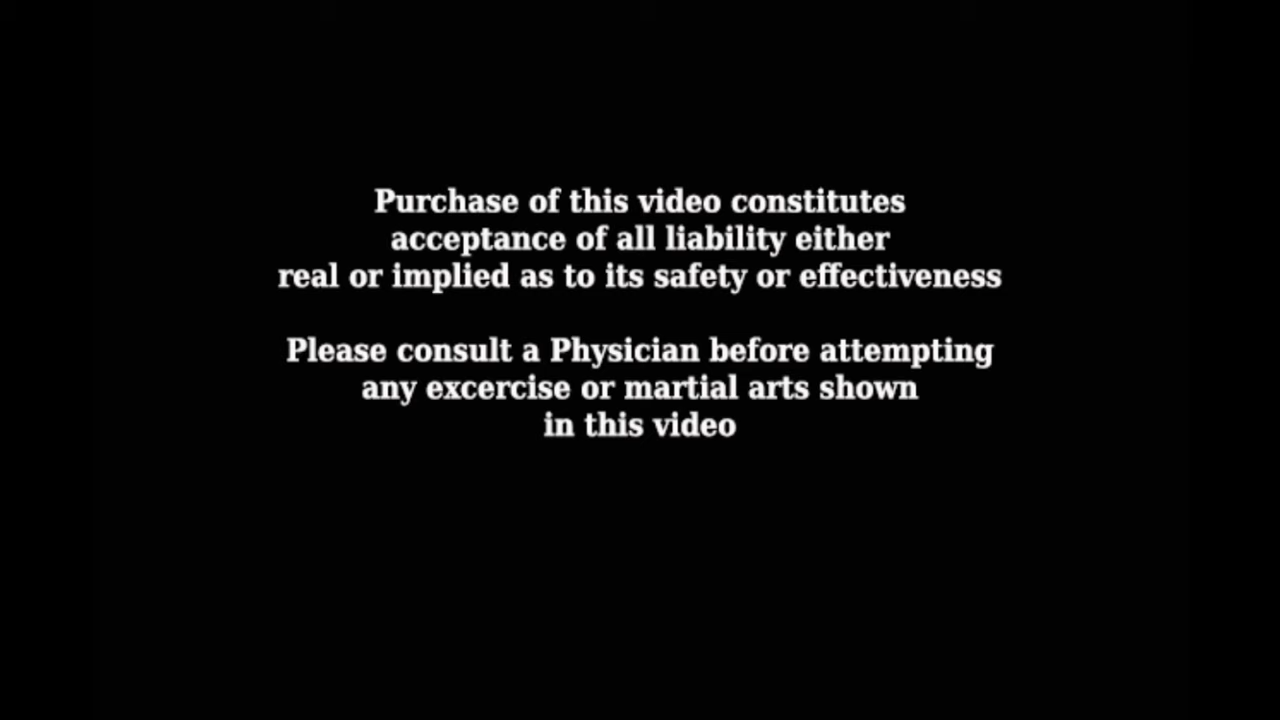 Purchase of this video constitutes
acceptance of all liability either
real or implied as to its safety or effectiveness
Please consult a Physician before attempting
any excercise or martial arts shown
in this video